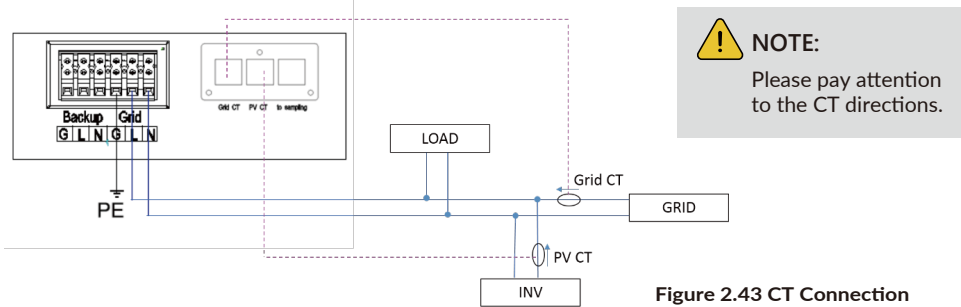 NOTE:
Please pay attention
to the CT directions.
Grid CT PV CT to sampling
Backup Grid
G L N G L N
PE
LOAD
Grid CT
GRID
PV CT
INV
Figure 2.43 CT Connection